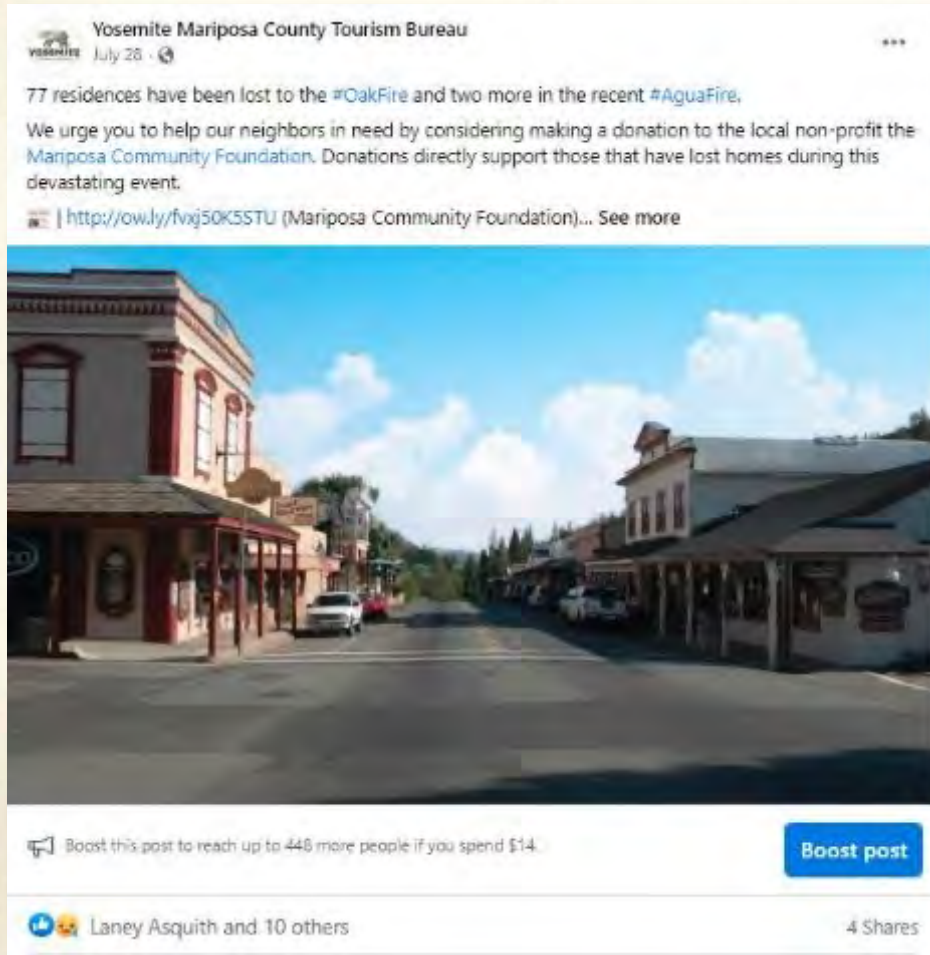 Yosemite Mariposa County Tourism Bureau
YOSEMITE
July 28 ·
77 residences have been lost to the #OakFire and two more in the recent #AguaFire.
We urge you to help our neighbors in need by considering making a donation to the local non-profit the
Mariposa Community Foundation. Donations directly support those that have lost homes during this
devastating event.
| http://ow.ly/fvxj50K5STU (Mariposa Community Foundation)... See more
Boost this post to reach up to 448 more people if you spend $14.
Boost post
Laney Asquith and 10 others
4 Shares